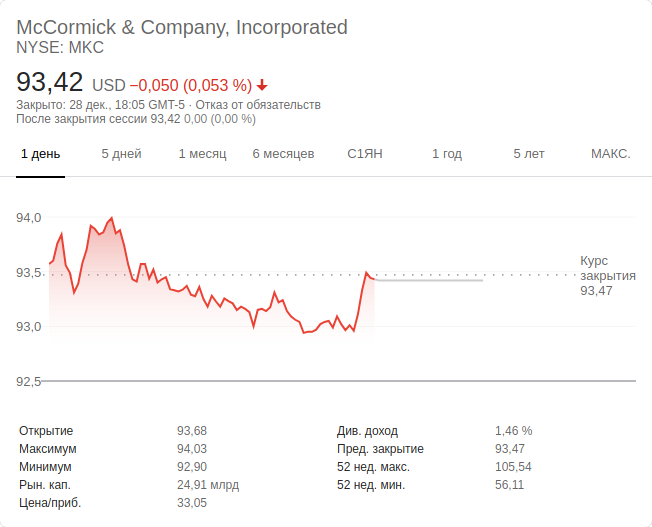 McCormick & Company, Incorporated
NYSE: MKC
93,42 USD −0,050 (0,053 %)
Закрыто: 28 дек., 18:05 GMT-5 · Отказ от обязательств
После закрытия сессии 93,42 0,00 (0,00 %)
1 день 5 дней 1 месяц 6 месяцев С1ЯН 1 год 5 лет МАКС.
94,0
93,5
93,0
92,5
Курс
закрытия
93,47
Открытие 93,68 Див. доход 1,46 %
Максимум 94,03 Пред. закрытие 93,47
Минимум 92,90 52 нед. макс. 105,54
Рын. кап. 24,91 млрд 52 нед. мин. 56,11
Цена/приб. 33,05